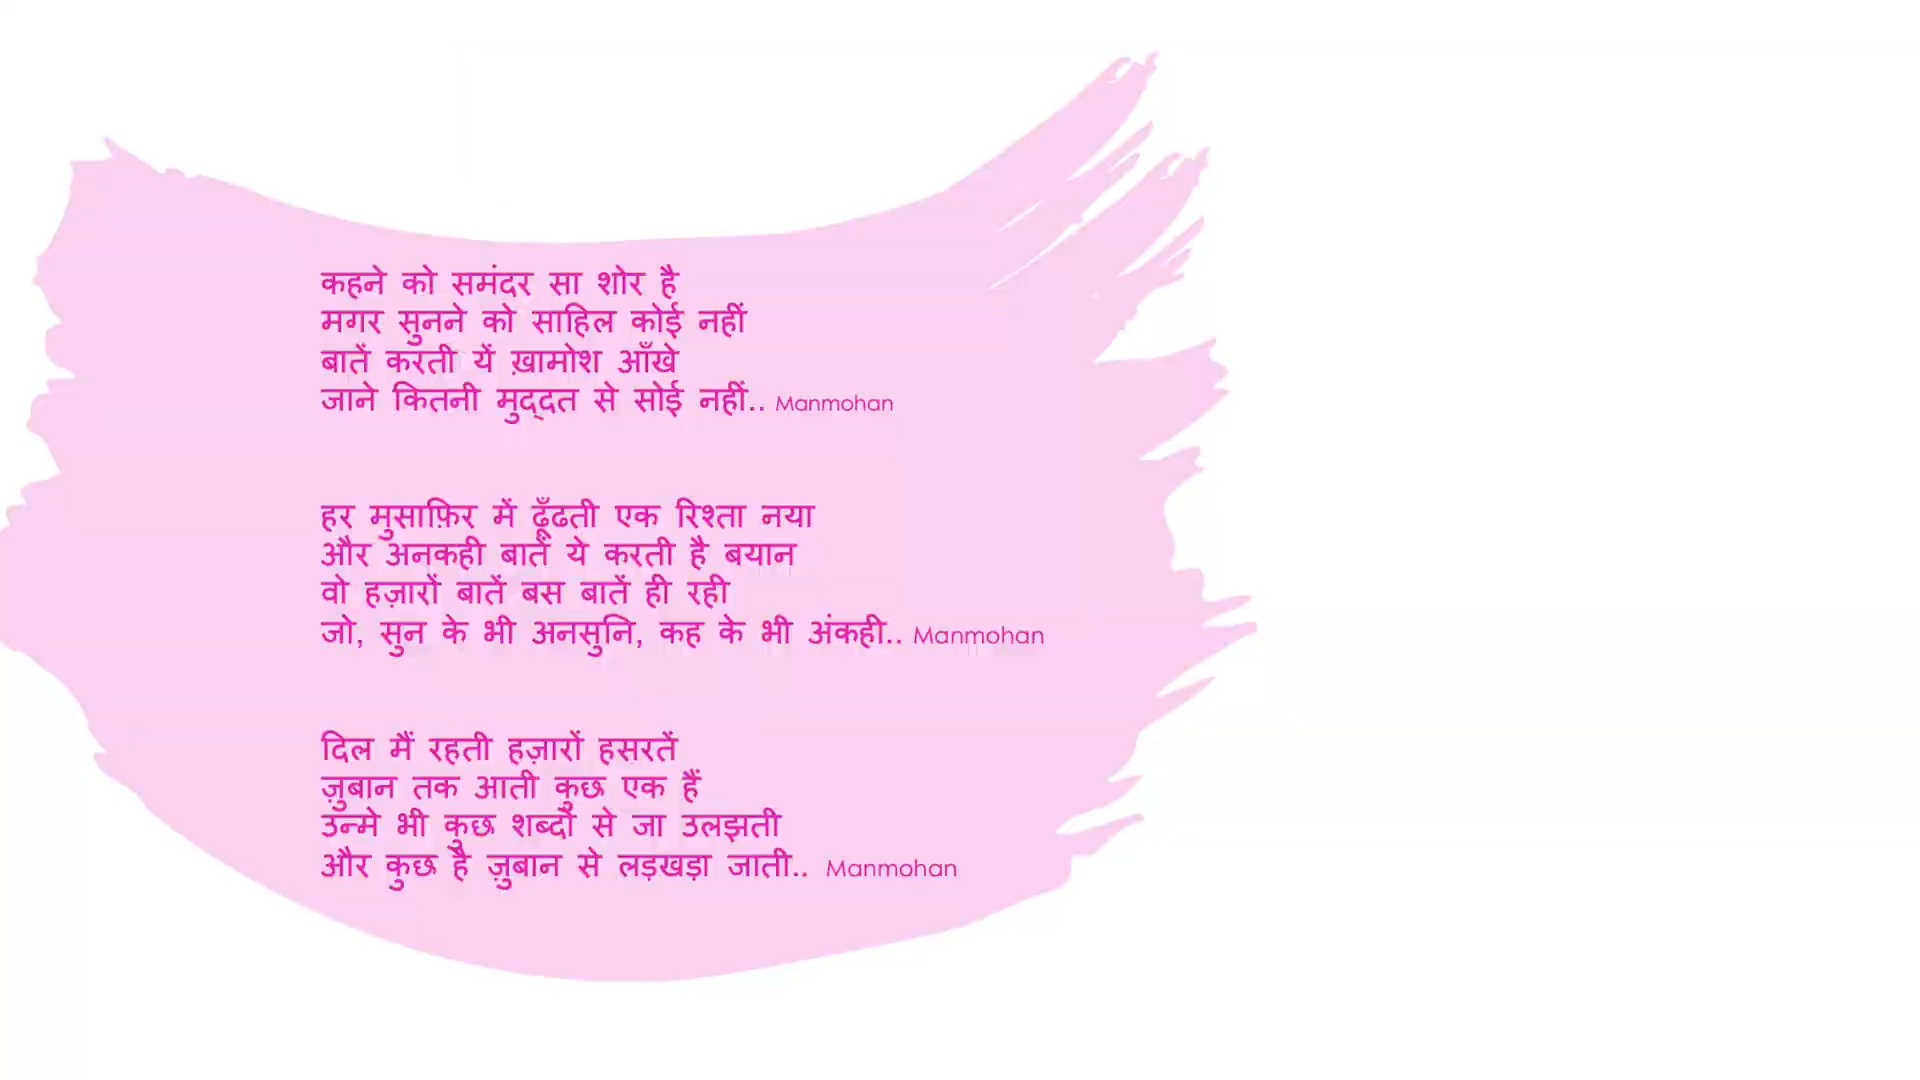 कहने को समंदर सा शोर है
मगर सुनने को साहिल कोई नहीं
बातें करती यें ख़ामोश आँखे
जाने कितनी मुद्दत से सोई नहीं.. Manmohan
हर मुसाफ़िर में ढूँढती एक रिश्ता नया
और अनकही बातें ये करती है बयान
वो हज़ारों बातें बस बातें ही रही
जो, सुन के भी अनसुनि, कह के भी अंकही.. Manmohan
दिल मैं रहती हज़ारों हसरतें
ज़ुबान तक आती कुछ एक हैं
उन्मे भी कुछ शब्दों से जा उलझती
और कुछ है ज़ुबान से लड़खड़ा जाती.. Manmohan